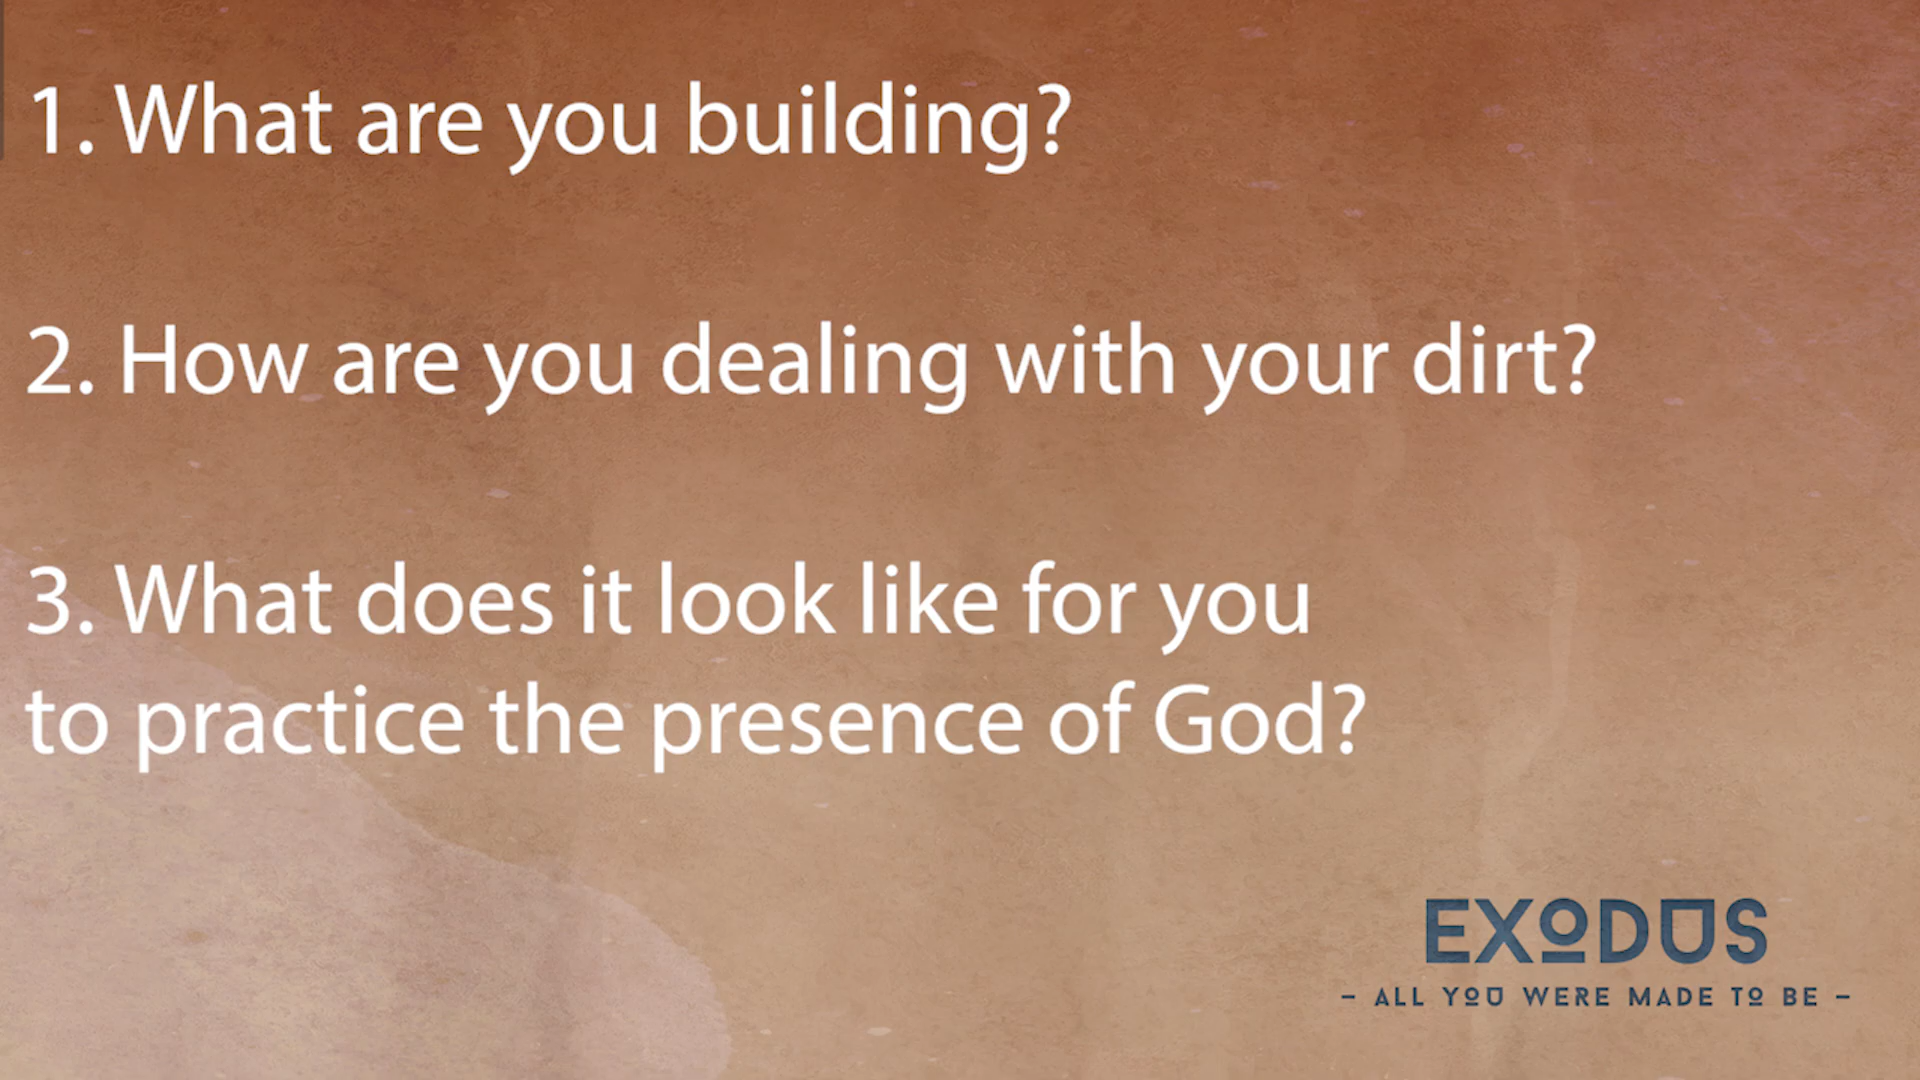 1. What are you building?
2. How are you dealing with your dirt?
3. What does it look like for you
to practice the presence of God?
EXODUS
- ALL YOU WERE MADE TO BE -